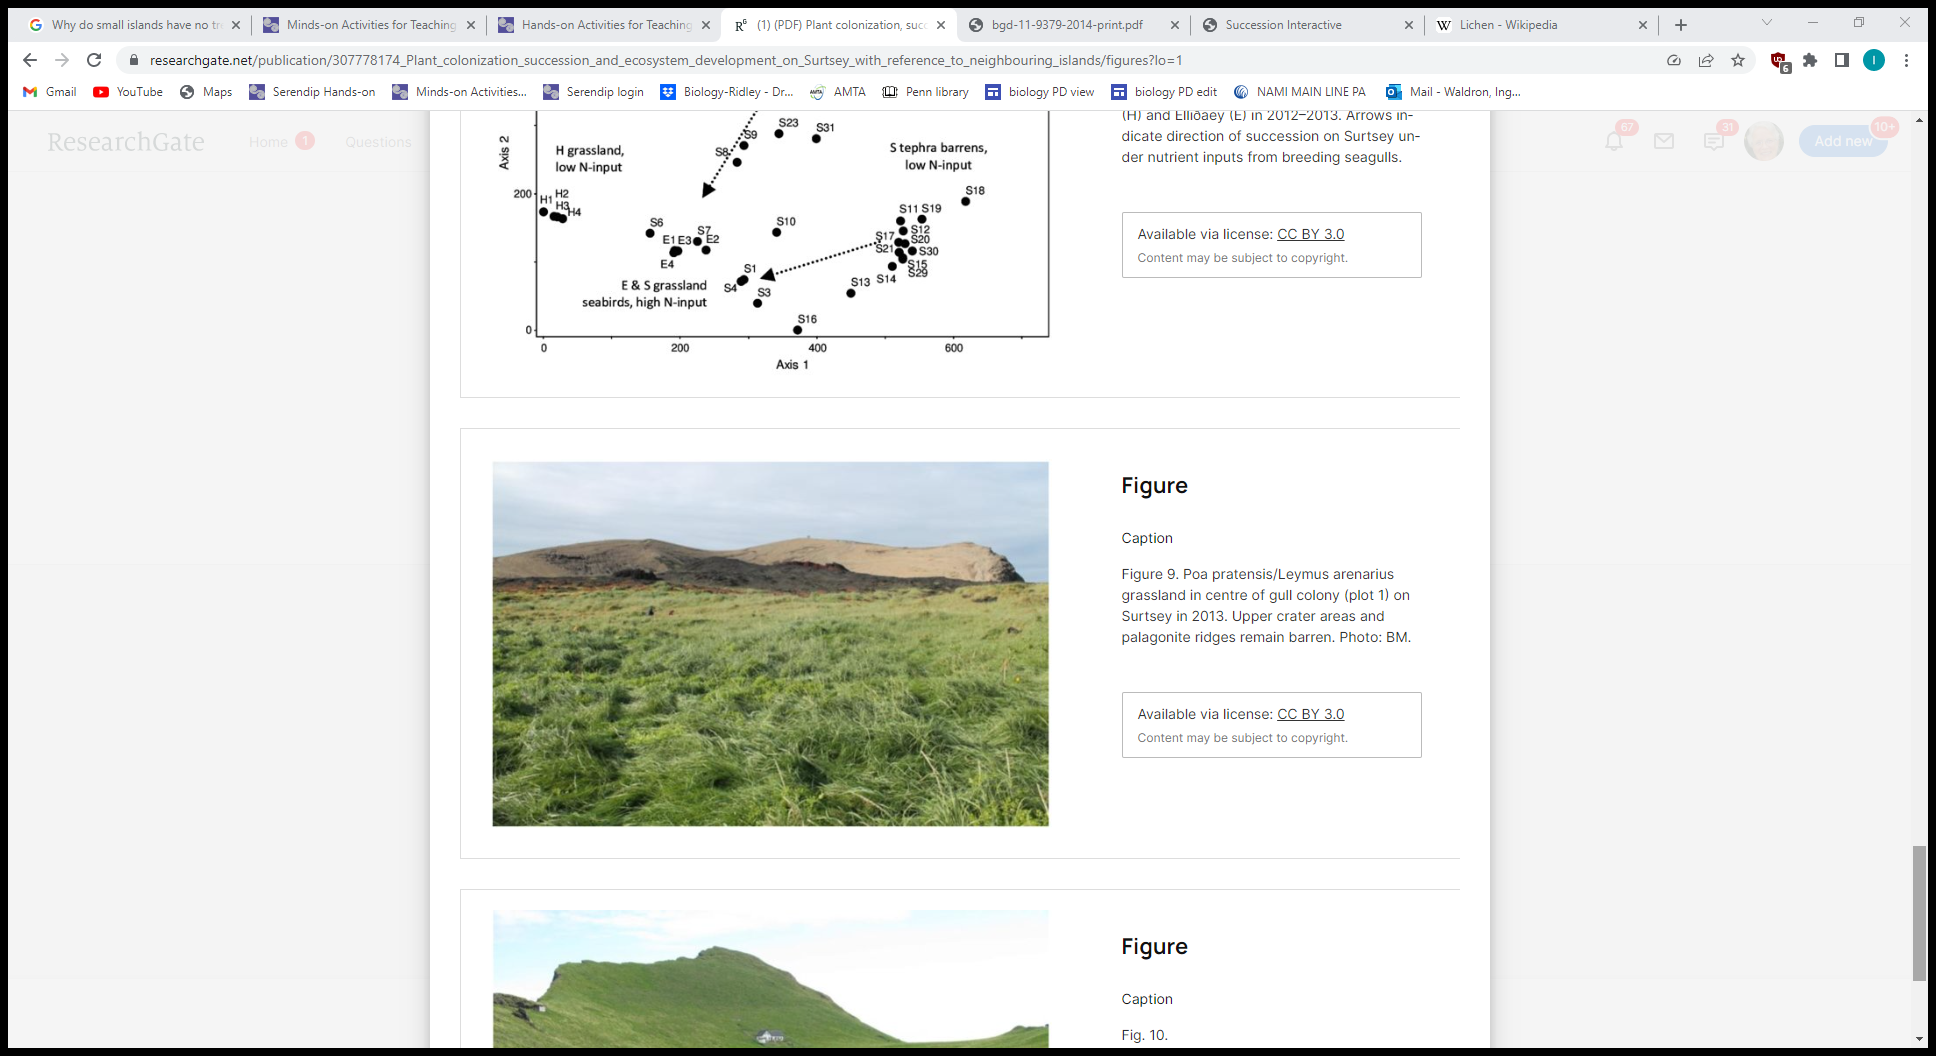 Why do small islands have no tr
Minds-on Activities for Teaching
Hands-on Activities for Teaching
(1) (PDF) Plant colonization, succ
bgd-11-9379-2014-print.pdf
Succession Interactive
Lichen - Wikipedia
researchgate.net/publication/307778174_Plant_colonization_succession_and_ecosystem_development_on_Surtsey_with_reference_to_neighbouring_islands/figures?lo=1
6
I
Gmail
YouTube
Maps
Serendip Hands-on
Minds-on Activities...
Serendip login
Biology-Ridley - Dr...
AMTA
Penn library
biology PD view
biology PD edit
NAMI MAIN LINE PA
Mail - Waldron, Ing...
ResearchGate
Home 1
Questions
67
31
Add new
10+
Axis 2
200
0
0
200
400
600
Axis 1
H grassland,
low N-input
S tephra barrens,
low N-input
E & S grassland
seabirds, high N-input
S9
S23
S31
S8
S18
H1
H2
H3
H4
S6
S7
E1
E3
E2
E4
S10
S11
S19
S12
S17
S20
S21
S30
S15
S29
S14
S13
S1
S4
S3
S16
(H) and Elliðaey (E) in 2012–2013. Arrows in-
dicate direction of succession on Surtsey un-
der nutrient inputs from breeding seagulls.
Available via license: CC BY 3.0
Content may be subject to copyright.
Figure
Caption
Figure 9. Poa pratensis/Leymus arenarius
grassland in centre of gull colony (plot 1) on
Surtsey in 2013. Upper crater areas and
palagonite ridges remain barren. Photo: BM.
Available via license: CC BY 3.0
Content may be subject to copyright.
Figure
Caption
Fig. 10.